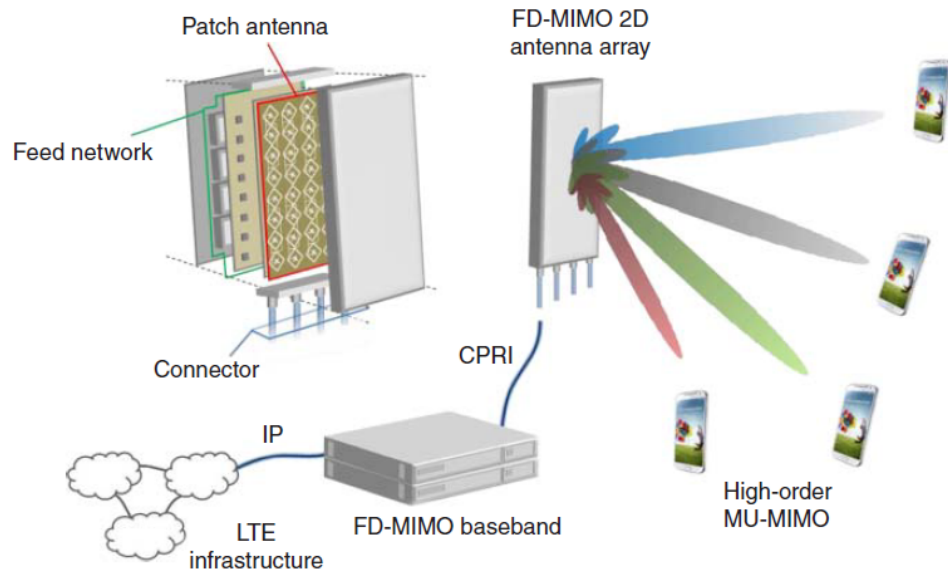 Patch antenna
FD-MIMO 2D
antenna array
Feed network
Connector
CPRI
IP
LTE
infrastructure
FD-MIMO baseband
High-order
MU-MIMO